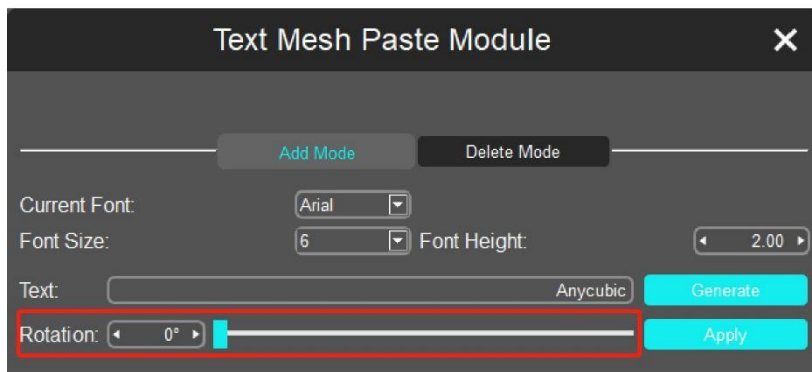 Text Mesh Paste Module
Add Mode Delete Mode
Current Font: Arial
Font Size: 6 Font Height: 2.00
Text: Anycubic Generate
Rotation: 0° Apply